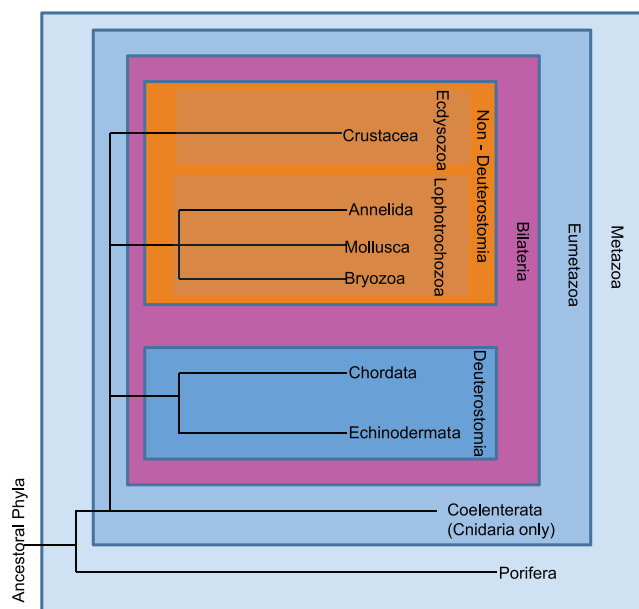 Crustacea
Ecdysozoa
Annelida
Mollusca
Bryozoa
Lophotrochozoa
Non - Deuterostomia
Chordata
Echinodermata
Deuterostomia
Bilateria
Eumetazoa
Metazoa
Coelenterata
(Cnidaria only)
Porifera
Ancestoral Phyla